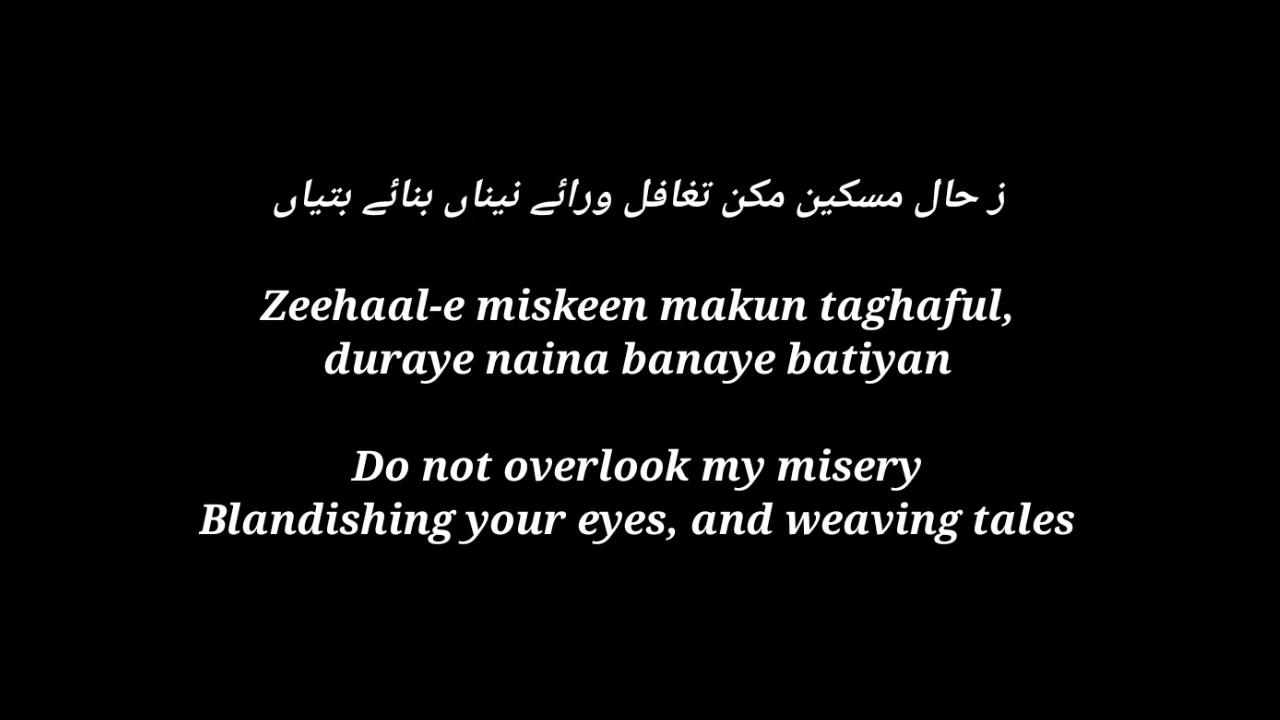 ز حال مسکین مکن تغافل ورائے نیناں بنائے بتیاں
Zeehaal-e miskeen makun taghaful,
duraye naina banaye batiyan
Do not overlook my misery
Blandishing your eyes, and weaving tales